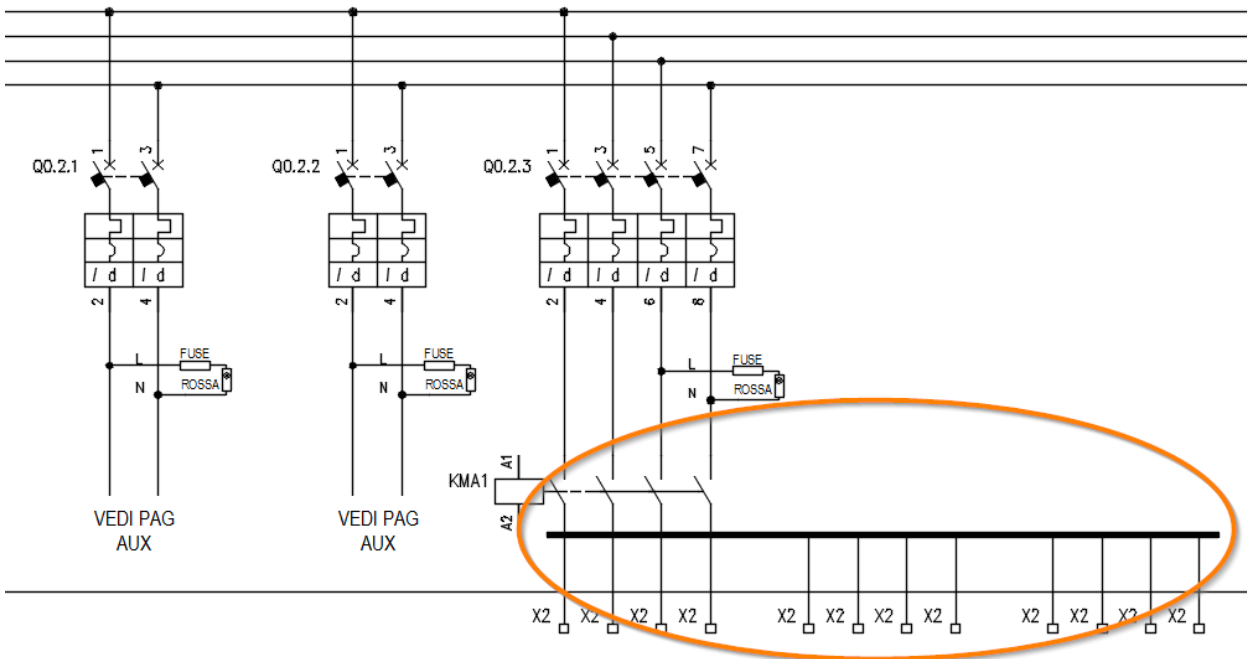 1 3
Q0.2.1
/ d / d
2 4
L FUSE
N ROSSA
VEDI PAG
AUX
1 3
Q0.2.2
/ d / d
2 4
L FUSE
N ROSSA
VEDI PAG
AUX
1 3 5 7
Q0.2.3
/ d / d / d / d
2 4 6 8
L FUSE
N ROSSA
A1
KMA1
A2
X2 X2 X2 X2 X2 X2 X2 X2 X2 X2 X2 X2